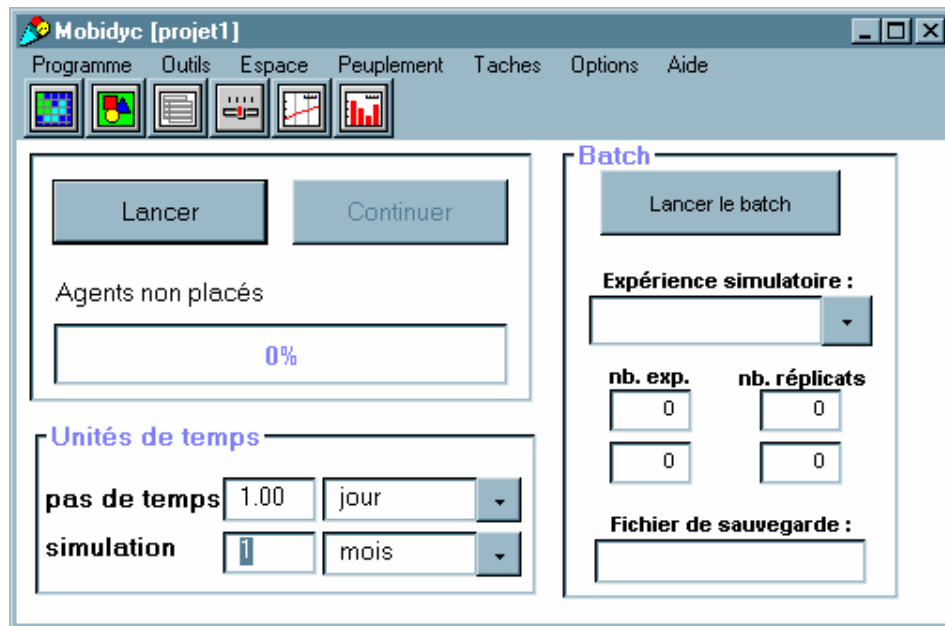 Mobidyc [projet1]
Programme Outils Espace Peuplement Taches Options Aide
Lancer Continuer
Agents non placés
0%
Unités de temps
pas de temps 1.00 jour
simulation 1 mois
Batch
Lancer le batch
Expérience simulatoire :
nb. exp. nb. réplicats
0 0
0 0
Fichier de sauvegarde :